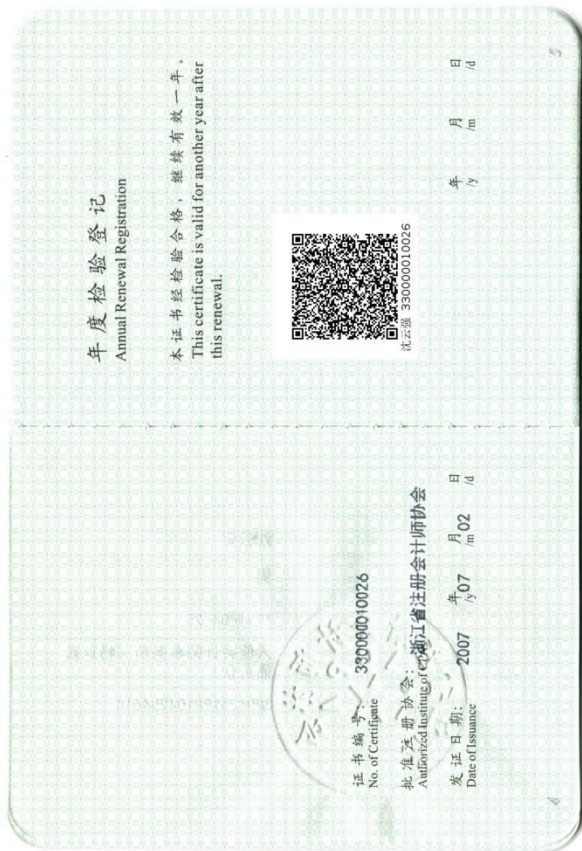 年度检验登记
Annual Renewal Registration
本证书经检验合格，继续有效一年。
This certificate is valid for another year after
this renewal.
沈云强 330000010026
年 月 日
/y /m /d
5
证书编号： 330000010026
No. of Certificate
批准注册协会： 浙江省注册会计师协会
Authorized Institute of CPAs
发证日期： 2007 年 07 月 02 日
Date of Issuance /y /m /d
4